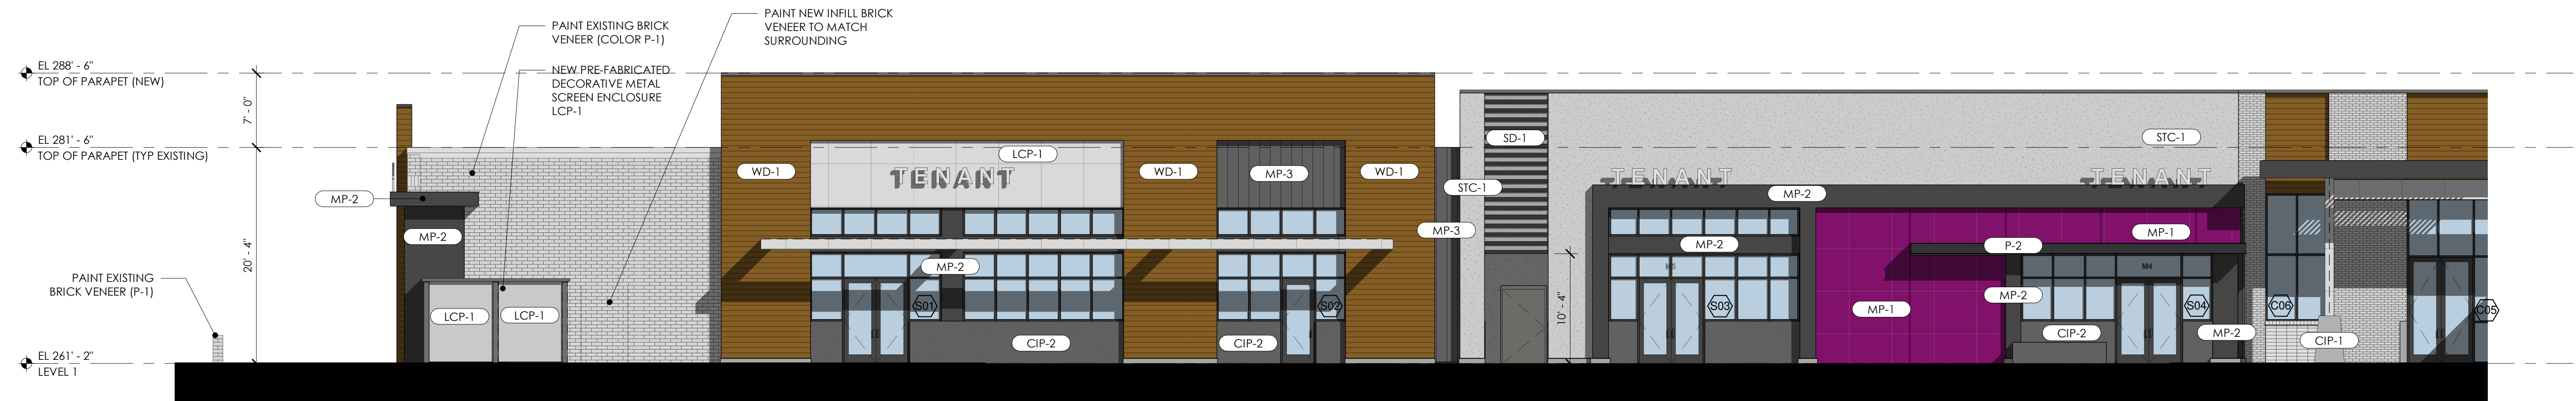 PAINT EXISTING BRICK
VENEER (COLOR P-1)
PAINT NEW INFILL BRICK
VENEER TO MATCH
SURROUNDING
NEW PRE-FABRICATED
DECORATIVE METAL
SCREEN ENCLOSURE
LCP-1
EL 288' - 6"
TOP OF PARAPET (NEW)
7' - 0"
EL 281' - 6"
TOP OF PARAPET (TYP EXISTING)
20' - 4"
PAINT EXISTING
BRICK VENEER (P-1)
EL 261' - 2"
LEVEL 1
MP-2
MP-2
LCP-1
LCP-1
WD-1
LCP-1
TENANT
WD-1
MP-3
WD-1
MP-2
S01
S02
CIP-2
CIP-2
STC-1
MP-3
SD-1
10' - 4"
STC-1
TENANT
TENANT
MP-2
MP-2
M5
S03
P-2
MP-1
MP-1
MP-2
M4
S04
CIP-2
MP-2
C06
CIP-1
C05